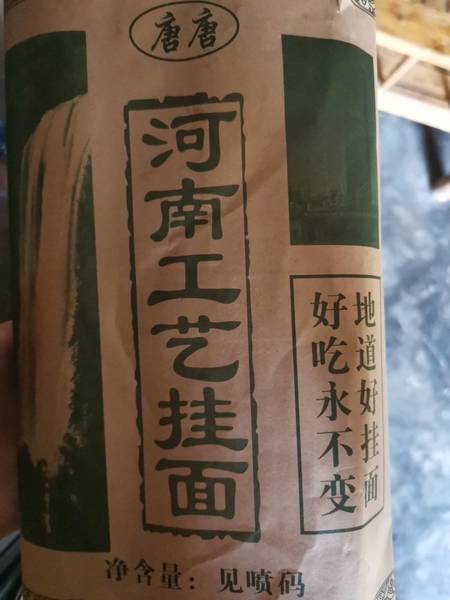 唐唐
河南工艺挂面
地道好挂面
好吃永不变
净含量：见喷码